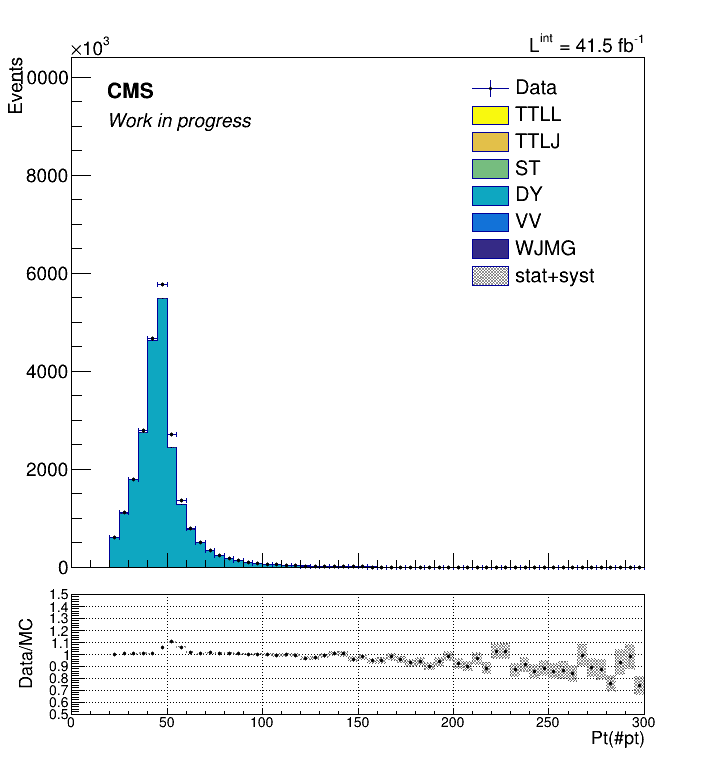 ×10³
L^int = 41.5 fb⁻¹
Events
10000
8000
6000
4000
2000
0
CMS
Work in progress
Data
TTLL
TTLJ
ST
DY
VV
WJMG
stat+syst
Data/MC
1.5
1.4
1.3
1.2
1.1
1
0.9
0.8
0.7
0.6
0.5
0 50 100 150 200 250 300
Pt(#pt)